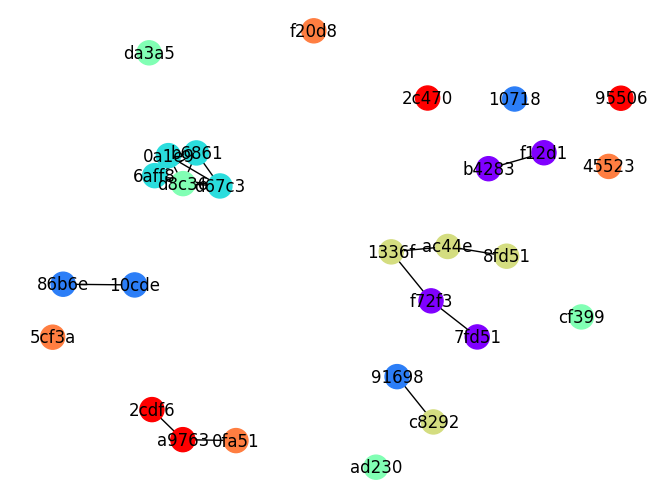 f20d8
da3a5
2c470
10718
95506
0a1e9
b6861
f12d1
b4283
45523
6aff8
d67c3
1336f
ac44e
8fd51
86b6e
10cde
f72f3
cf399
5cf3a
7fd51
91698
2cdf6
c8292
a9763
0fa51
ad230